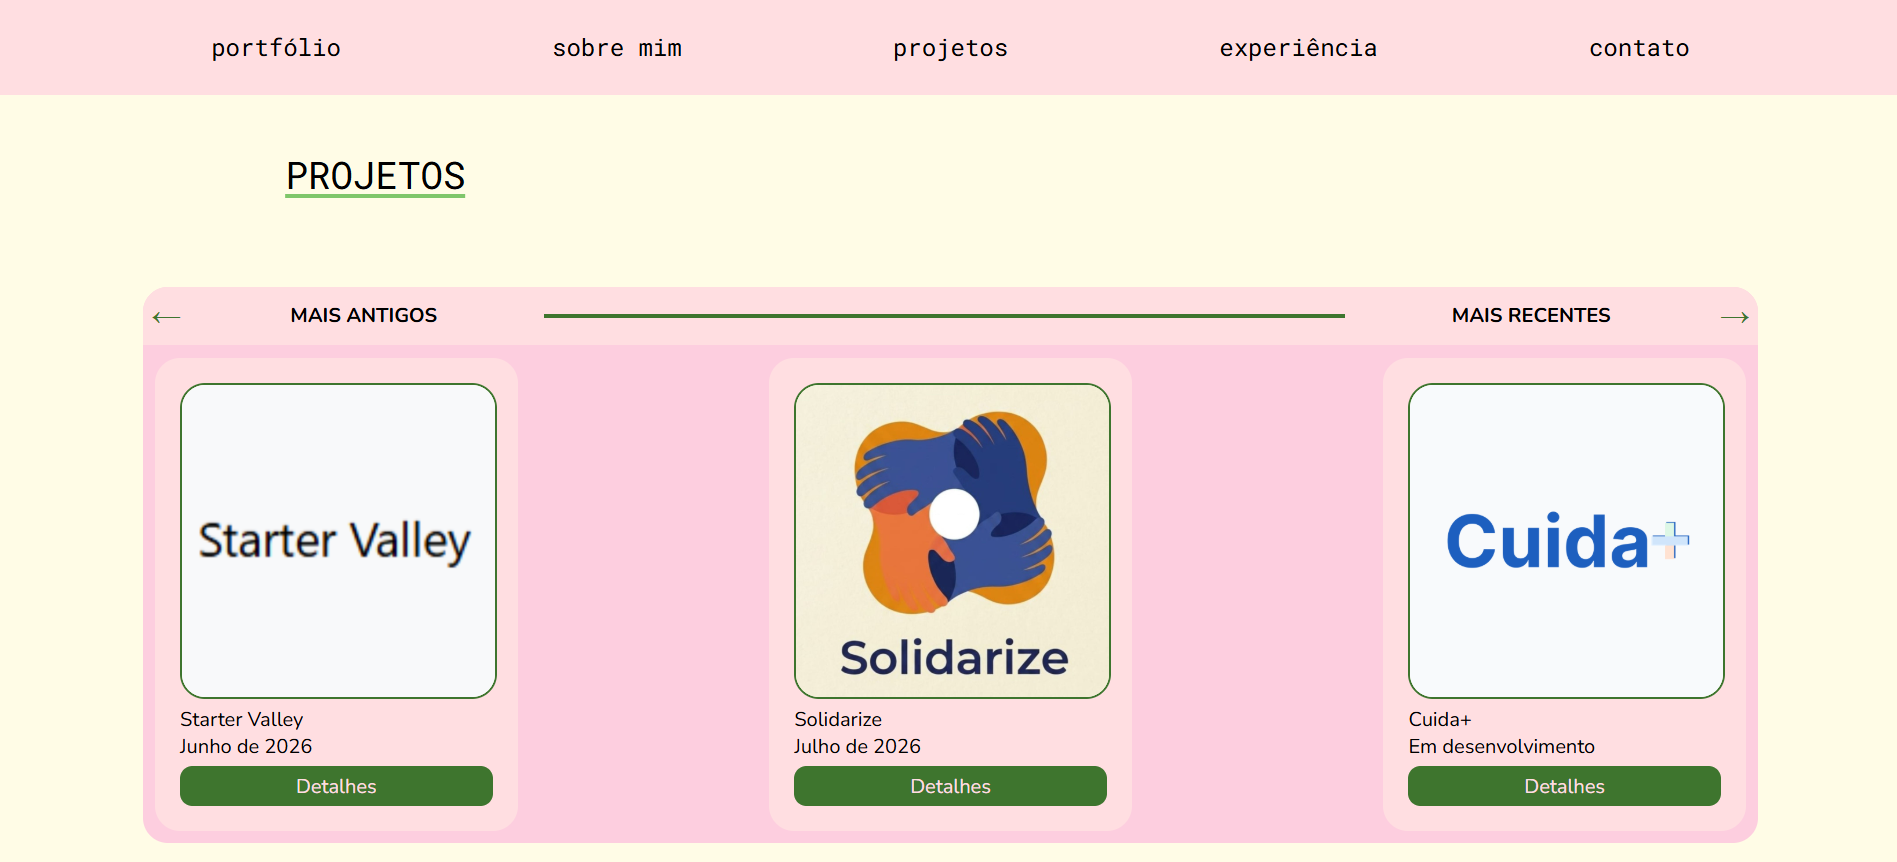 portfólio sobre mim projetos experiência contato
PROJETOS
← MAIS ANTIGOS MAIS RECENTES →
Starter Valley
Solidarize
Cuida+
Starter Valley
Junho de 2026
Detalhes
Solidarize
Julho de 2026
Detalhes
Cuida+
Em desenvolvimento
Detalhes